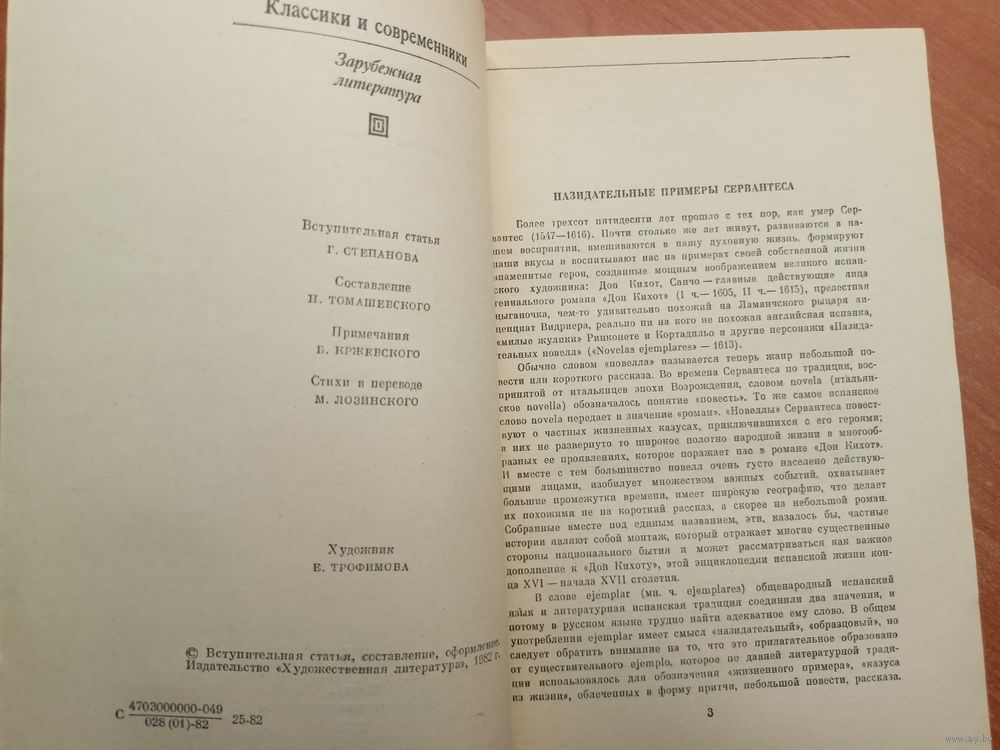 Классики и современники
Зарубежная
литература
Вступительная статья
Г. СТЕПАНОВА
Составление
Н. ТОМАШЕВСКОГО
Примечания
Б. КРЖЕВСКОГО
Стихи в переводе
М. ЛОЗИНСКОГО
Художник
Е. ТРОФИМОВА
© Вступительная статья, составление, оформление.
Издательство «Художественная литература», 1982 г.
С 4703000000-049
028 (01)-82 25-82
НАЗИДАТЕЛЬНЫЕ ПРИМЕРЫ СЕРВАНТЕСА
Более трехсот пятидесяти лет прошло с тех пор, как умер Сер-
вантес (1547—1616). Почти столько же лет живут, развиваются в на-
шем восприятии, вмешиваются в нашу духовную жизнь, формируют
наши вкусы и воспитывают нас на примерах своей собственной жизни
знаменитые герои, созданные мощным воображением великого испан-
ского художника: Дон Кихот, Санчо — главные действующие лица
гениального романа «Дон Кихот» (I ч.— 1605, II ч.— 1615), прелестная
цыганочка, чем-то удивительно похожий на Ламанчского рыцаря ли-
ценциат Видриера, реально ни на кого не похожая английская испанка,
«милые жулики» Ринконете и Кортадильо и другие персонажи «Назида-
тельных новелл» («Novelas ejemplares» — 1613).
Обычно словом «новелла» называется теперь жанр небольшой по-
вести или короткого рассказа. Во времена Сервантеса по традиции, вос-
принятой от итальянцев эпохи Возрождения, словом novela (итальян-
ское novella) обозначалось понятие «повесть». То же самое испанское
слово novela передает и значение «роман». «Новеллы» Сервантеса повест-
вуют о частных жизненных казусах, приключившихся с его героями;
в них не развернуто то широкое полотно народной жизни в многооб-
разных ее проявлениях, которое поражает нас в романе «Дон Кихот».
И вместе с тем большинство новелл очень густо населено действую-
щими лицами, изобилует множеством важных событий, охватывает
большие промежутки времени, имеет широкую географию, что делает
их похожими не на короткий рассказ, а скорее на небольшой роман.
Собранные вместе под единым названием, эти, казалось бы, частные
истории являют собой монтаж, который отражает многие существенные
стороны национального бытия и может рассматриваться как важное
дополнение к «Дон Кихоту», этой энциклопедии испанской жизни кон-
ца XVI — начала XVII столетия.
В слове ejemplar (мн. ч. ejemplares) общенародный испанский
язык и литературная испанская традиция соединили два значения, и
потому в русском языке трудно найти адекватное ему слово. В общем
употреблении ejemplar имеет смысл «назидательный», «образцовый», но
следует обратить внимание на то, что это прилагательное образовано
от существительного ejemplo, которое по давней литературной тради-
ции использовалось для обозначения «жизненного примера», «казуса
из жизни», облеченных в форму притчи, небольшой повести, рассказа.
3
www.ay.by